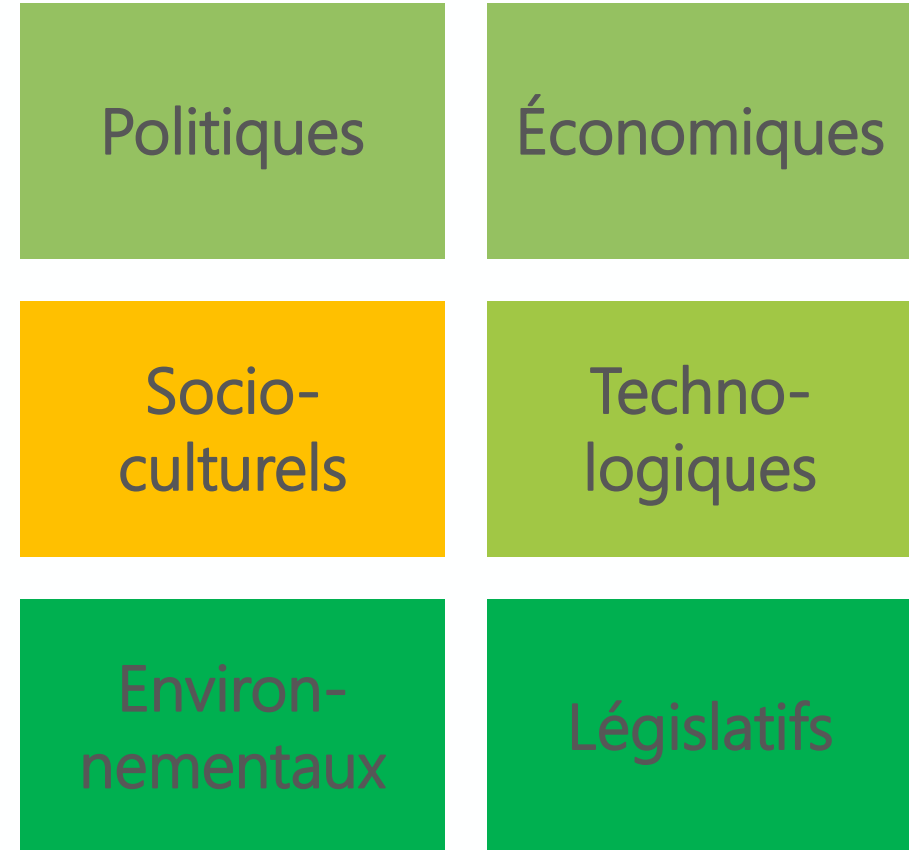 Politiques
Économiques
Socio-
culturels
Techno-
logiques
Environ-
nementaux
Législatifs